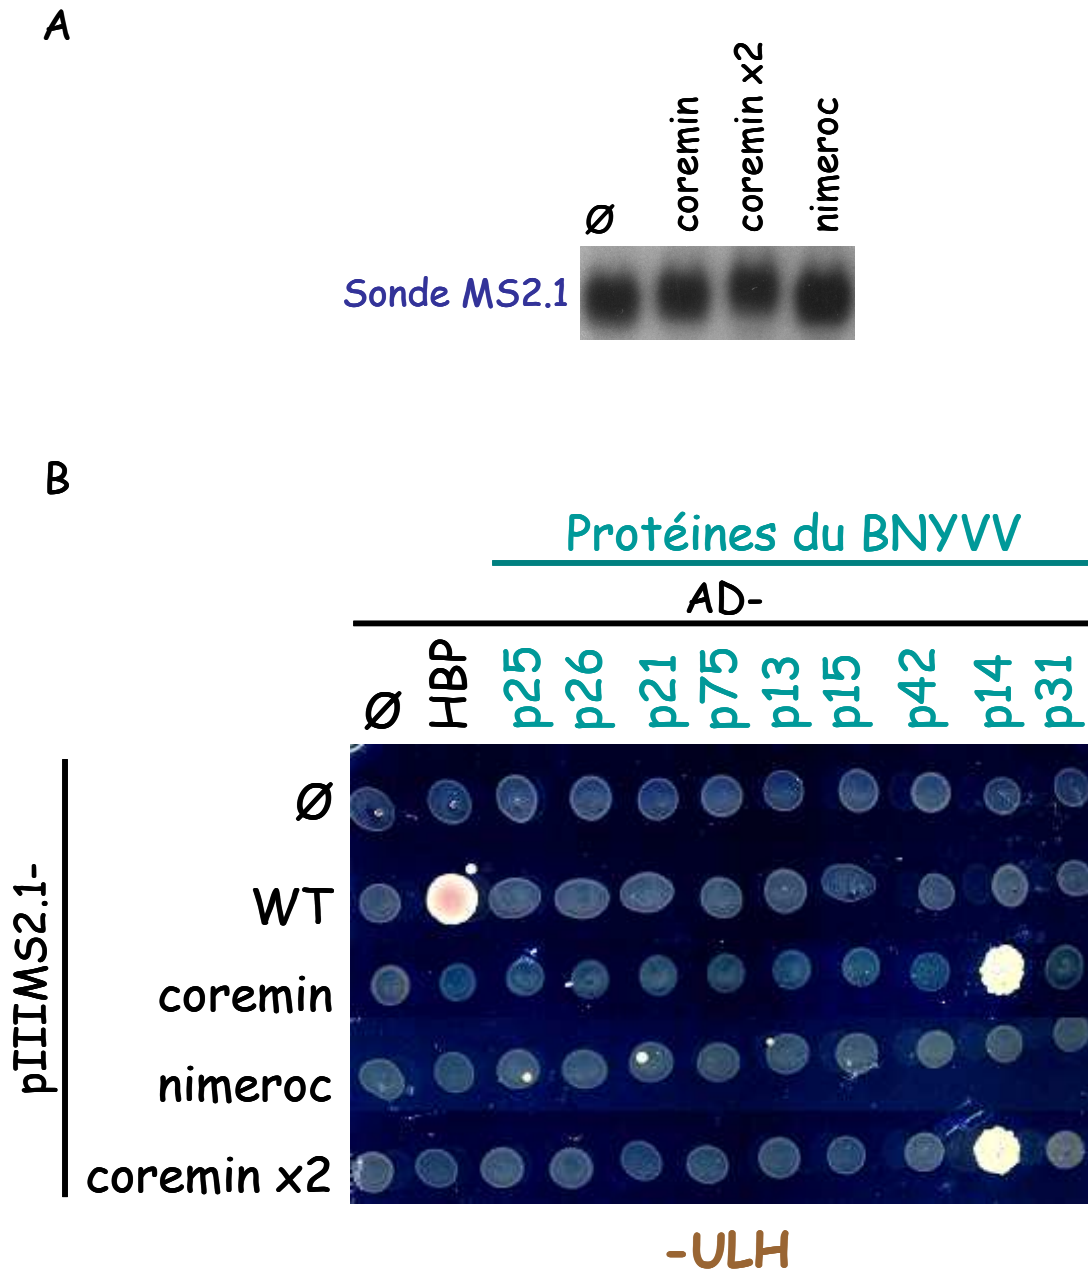 A
Ø
coremin
coremin x2
nimeroc
Sonde MS2.1
B
Protéines du BNYVV
AD-
Ø
HBP
p25
p26
p21
p75
p13
p15
p42
p14
p31
pIIIMS2.1-
Ø
WT
coremin
nimeroc
coremin x2
-ULH